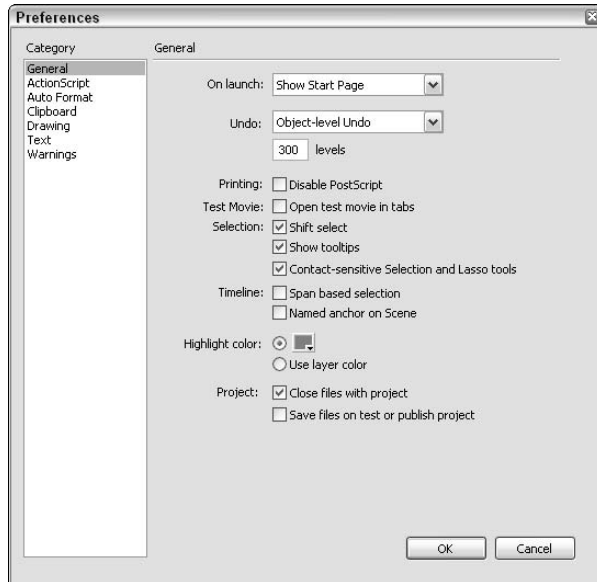 Preferences
Category
General
ActionScript
Auto Format
Clipboard
Drawing
Text
Warnings
General
On launch: Show Start Page
Undo: Object-level Undo
300 levels
Printing: Disable PostScript
Test Movie: Open test movie in tabs
Selection: Shift select
Show tooltips
Contact-sensitive Selection and Lasso tools
Timeline: Span based selection
Named anchor on Scene
Highlight color:
Use layer color
Project: Close files with project
Save files on test or publish project
OK Cancel